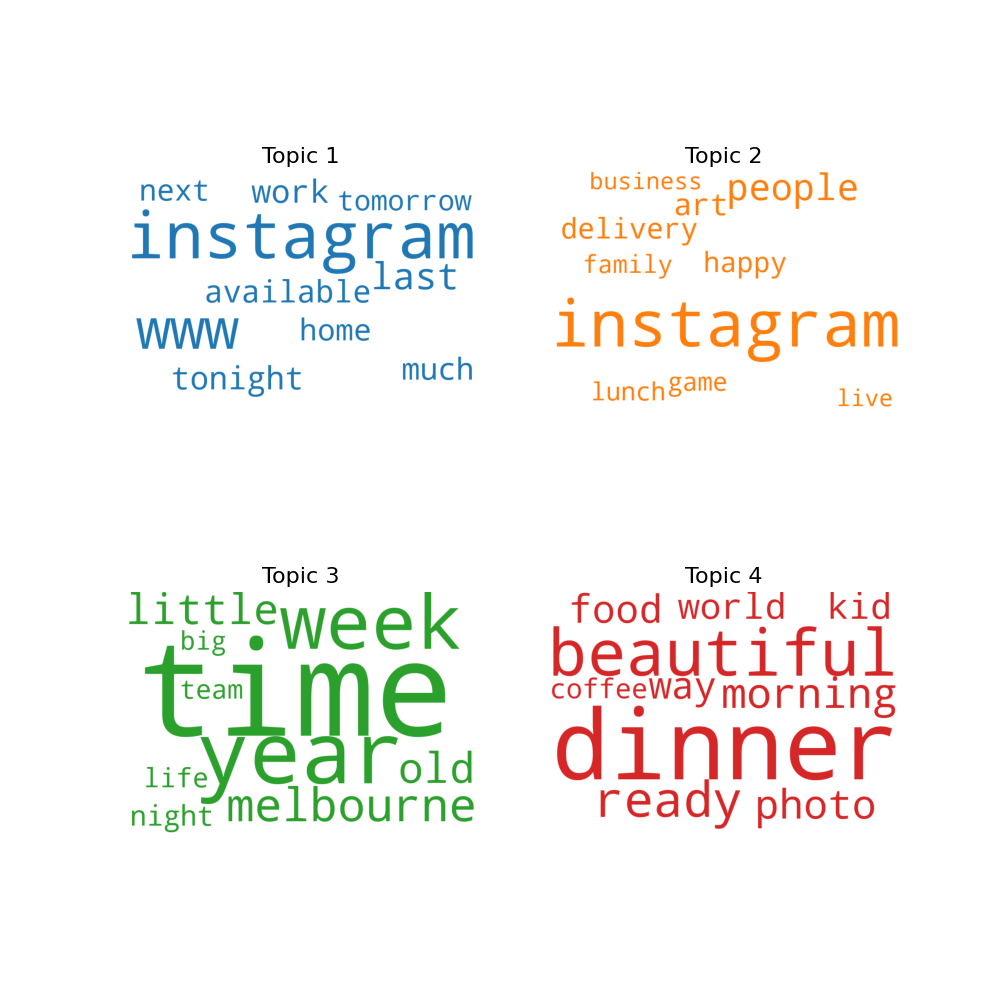 Topic 1
next work tomorrow
instagram
available last
www home
tonight much
Topic 2
business people
art
delivery
family happy
instagram
lunch game
live
Topic 3
little week
big
time
team
year
life old
night melbourne
Topic 4
food world kid
beautiful
coffee way morning
dinner
ready photo